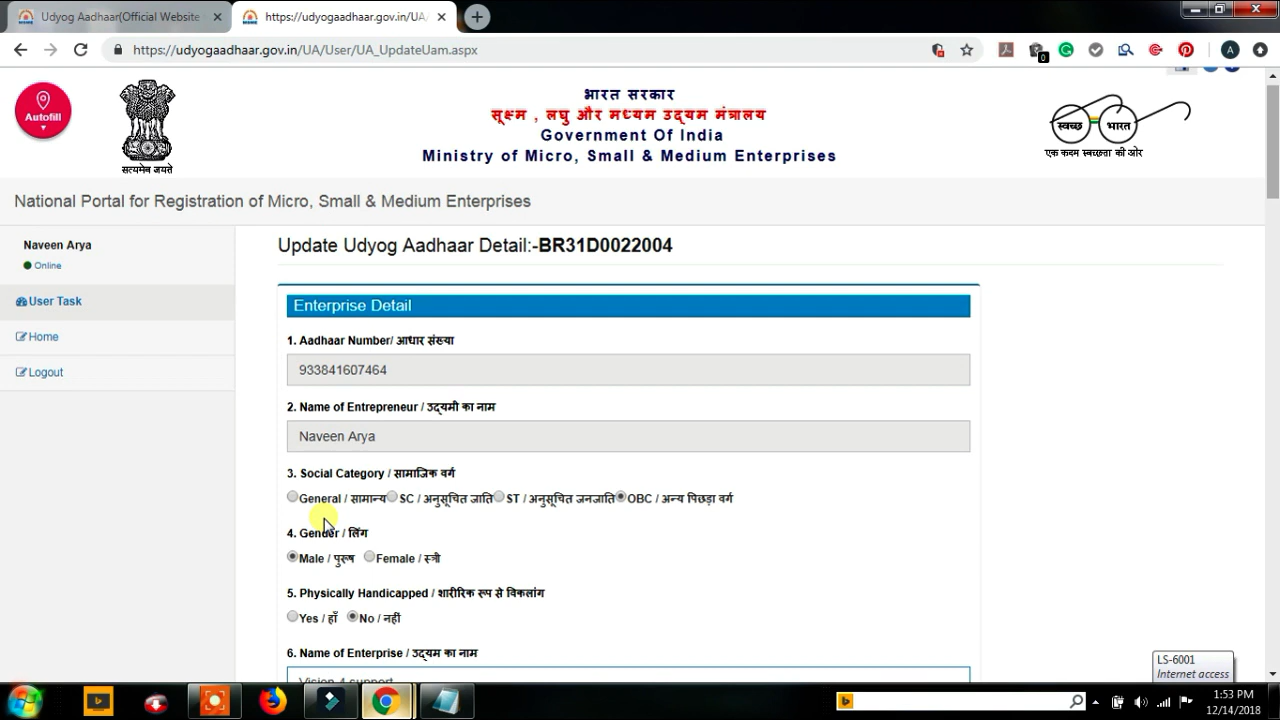 Udyog Aadhaar(Official Website
https://udyogaadhaar.gov.in/UA/
https://udyogaadhaar.gov.in/UA/User/UA_UpdateUam.aspx
0
A
Autofill
सत्यमेव जयते
भारत सरकार
सूक्ष्म , लघु और मध्यम उद्यम मंत्रालय
Government Of India
Ministry of Micro, Small & Medium Enterprises
स्वच्छ भारत
एक कदम स्वच्छता की ओर
National Portal for Registration of Micro, Small & Medium Enterprises
Naveen Arya
Online
User Task
Home
Logout
Update Udyog Aadhaar Detail:-BR31D0022004
Enterprise Detail
1. Aadhaar Number/ आधार संख्या
933841607464
2. Name of Entrepreneur / उद्यमी का नाम
Naveen Arya
3. Social Category / सामाजिक वर्ग
General / सामान्य SC / अनुसूचित जाति ST / अनुसूचित जनजाति OBC / अन्य पिछड़ा वर्ग
4. Gender / लिंग
Male / पुरुष Female / स्त्री
5. Physically Handicapped / शारीरिक रूप से विकलांग
Yes / हाँ No / नहीं
6. Name of Enterprise / उद्यम का नाम
Vision 4 support
LS-6001
Internet access
1:53 PM
12/14/2018